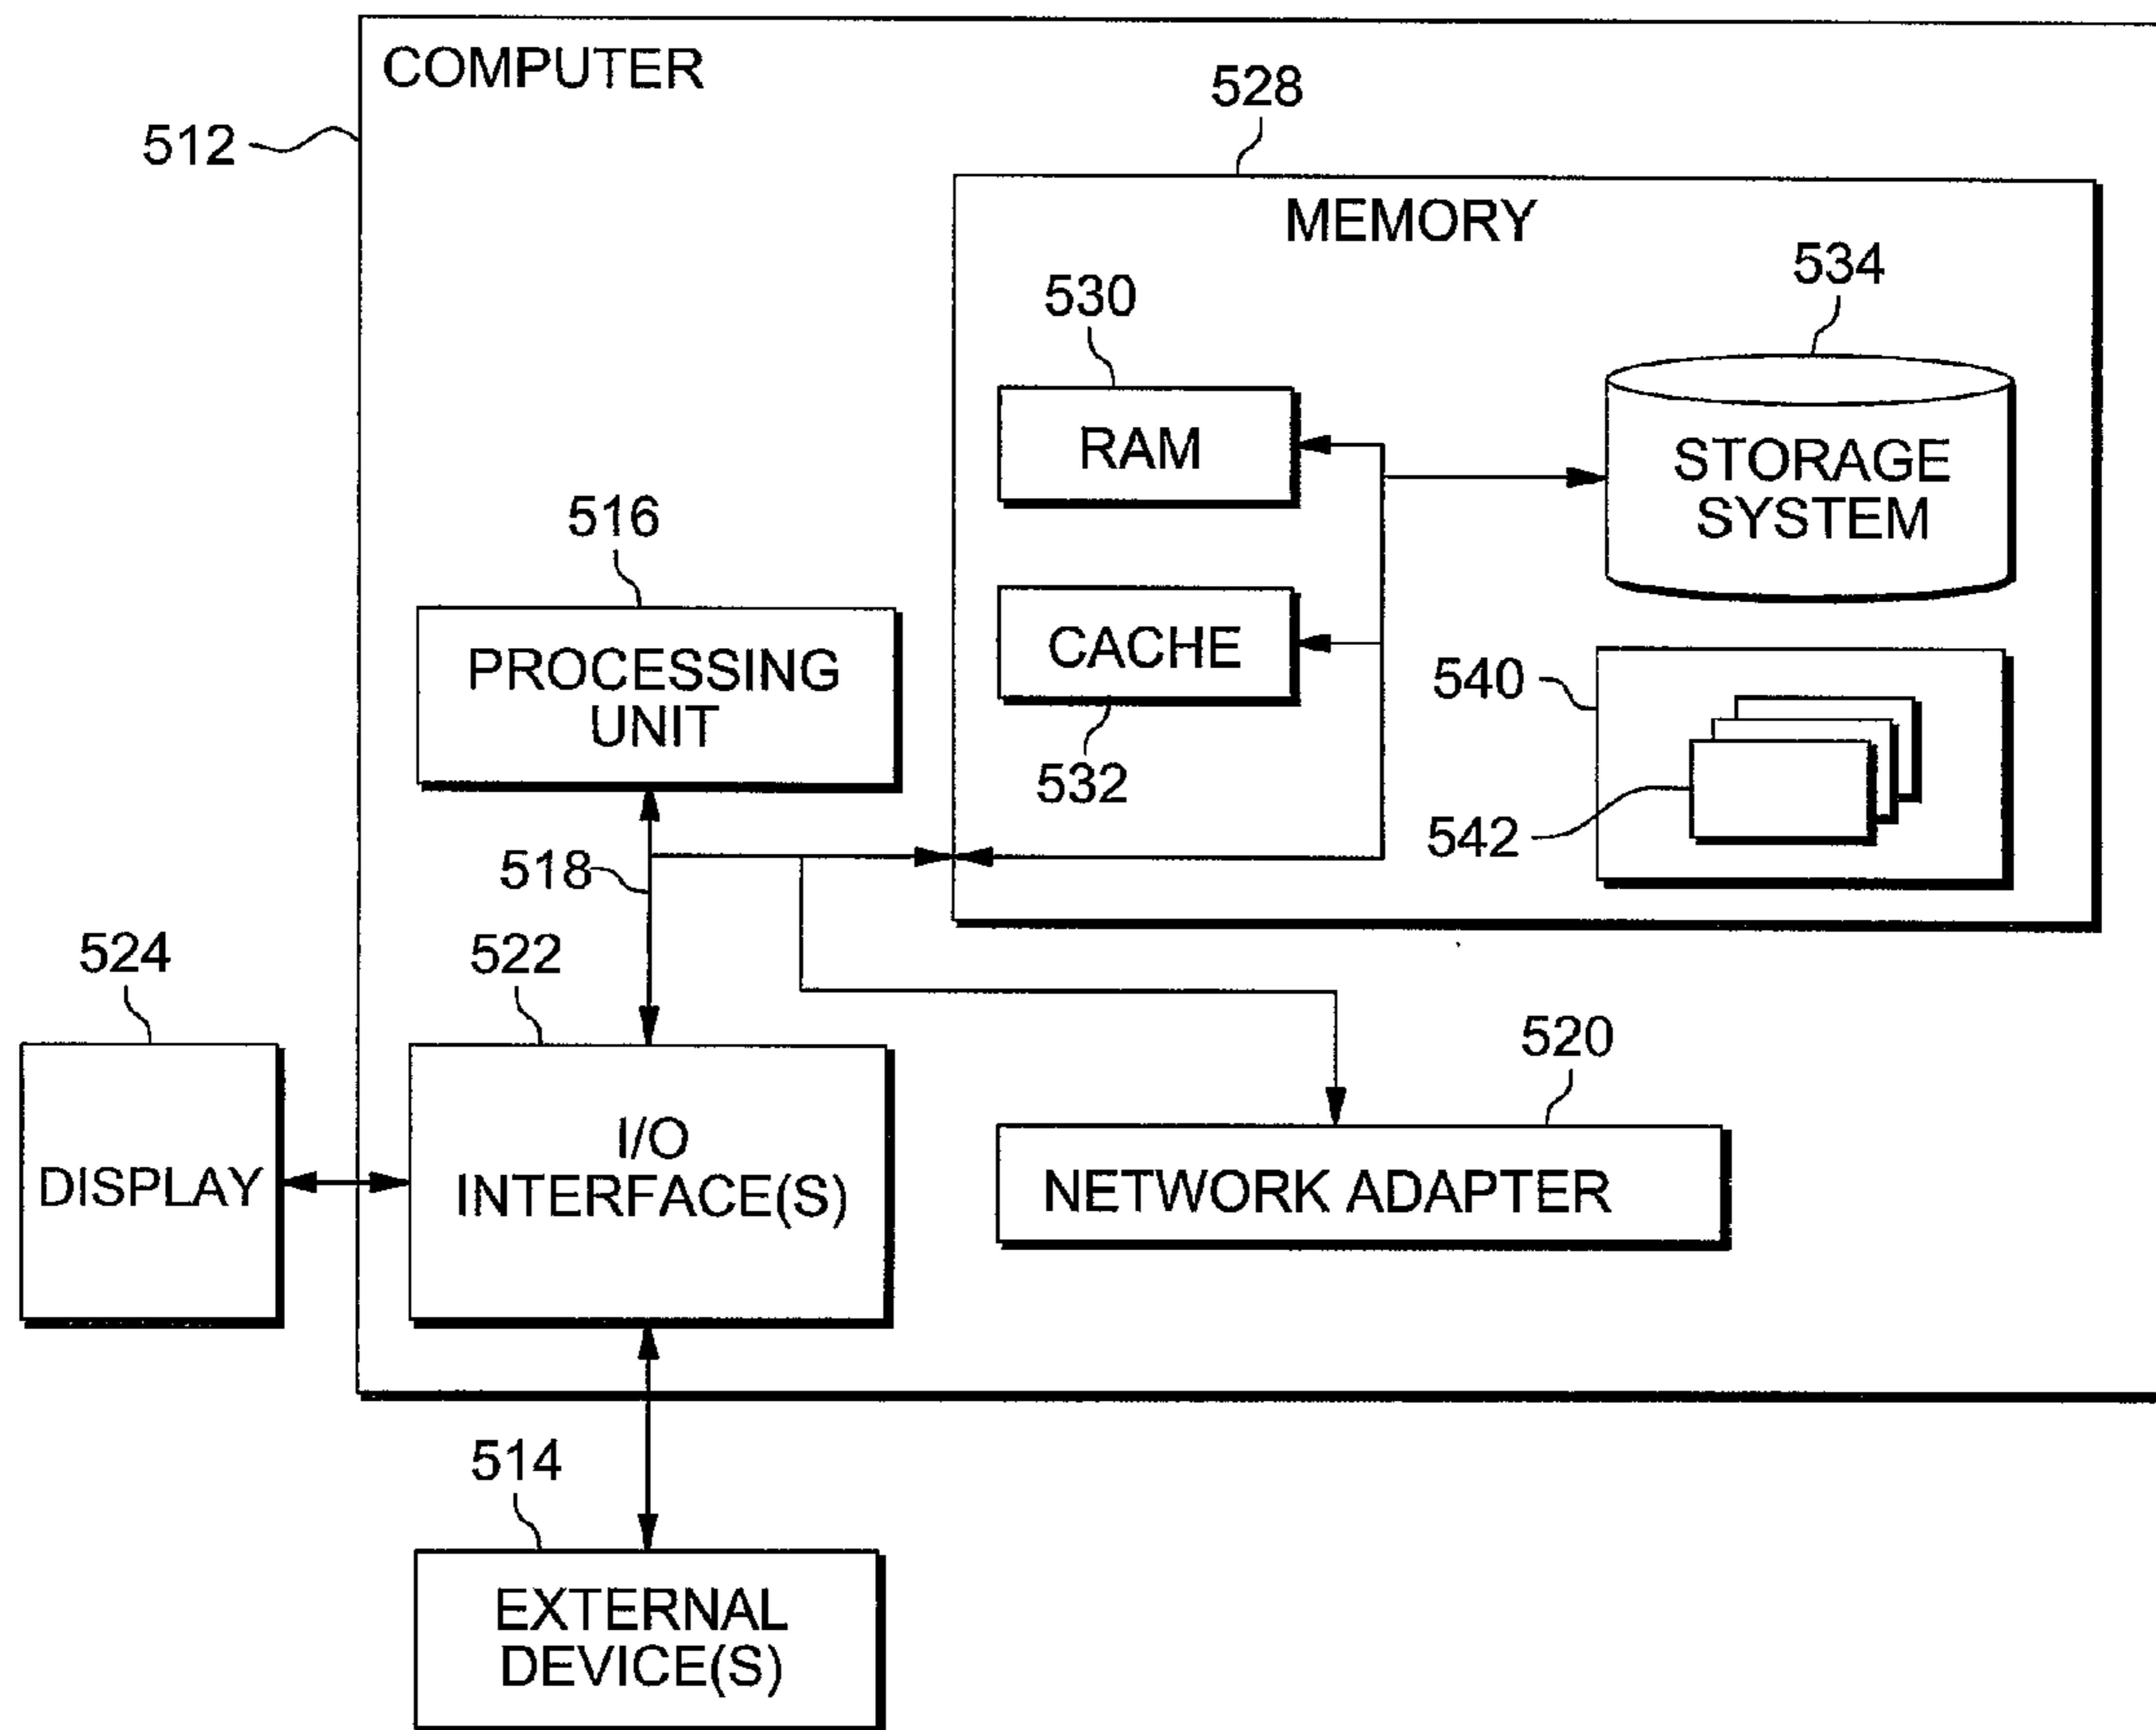 COMPUTER
512
528
MEMORY
530
534
RAM
STORAGE
SYSTEM
516
PROCESSING
UNIT
CACHE
532
540
542
518
522
524
520
DISPLAY
I/O
INTERFACE(S)
NETWORK ADAPTER
514
EXTERNAL
DEVICE(S)